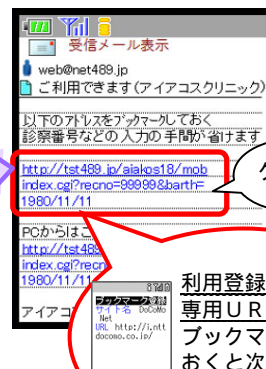 受信メール表示
web@net489.jp
ご利用できます(アイアコスクリニック)
以下のアドレスをブックマークしておく
診察番号などの入力の手間が省けます
http://tst489.jp/aiakos18/mob
index.cgi?recno=99999&barth=
1980/11/11
PCからはこ
http://tst489
index.cgi?recn
1980/11/1
アイアコ
ブックマーク登録
サイト名 DoCoMo
Net
URL http://i.ntt
docomo.co.jp/
利用登録
専用UR
ブックマ
おくと次